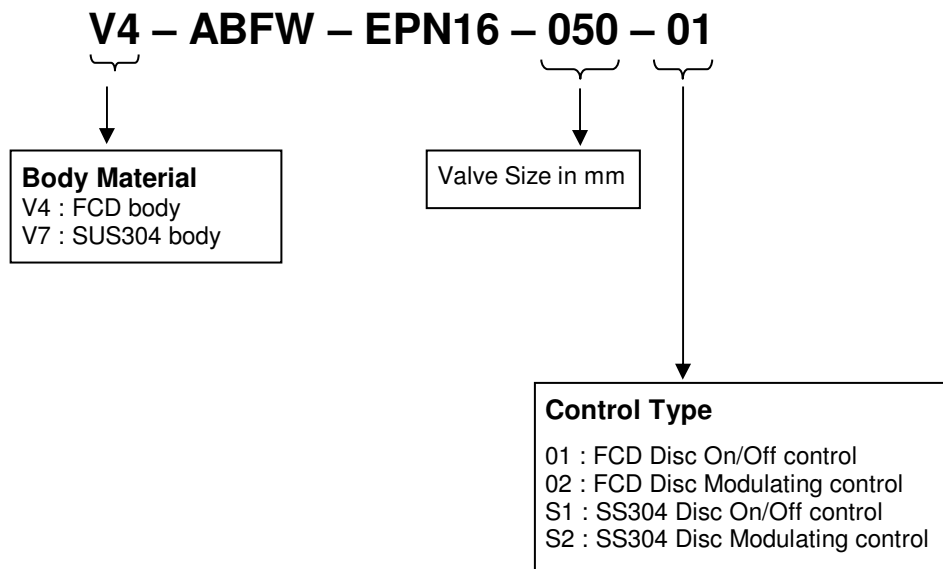 V4 – ABFW – EPN16 – 050 – 01
Body Material
V4 : FCD body
V7 : SUS304 body
Valve Size in mm
Control Type
01 : FCD Disc On/Off control
02 : FCD Disc Modulating control
S1 : SS304 Disc On/Off control
S2 : SS304 Disc Modulating control